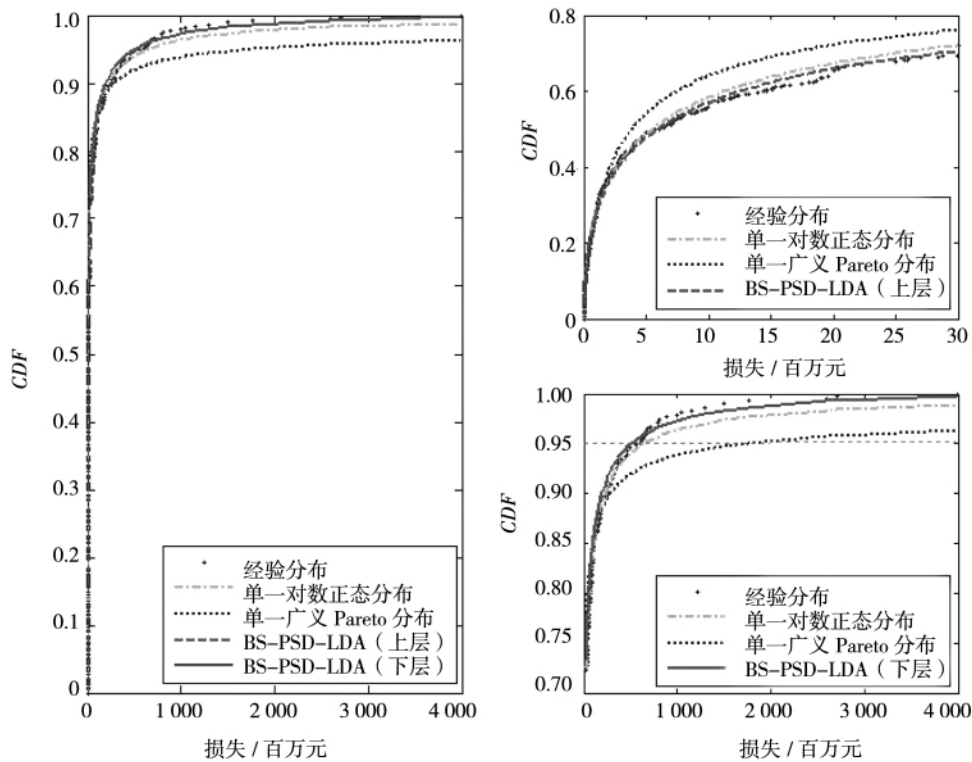 1.0
0.9
0.8
0.7
0.6
0.5
0.4
0.3
0.2
0.1
0
CDF
经验分布
单一对数正态分布
单一广义 Pareto 分布
BS-PSD-LDA（上层）
BS-PSD-LDA（下层）
0 1 000 2 000 3 000 4 000
损失 / 百万元
0.8
0.6
0.4
0.2
0
CDF
经验分布
单一对数正态分布
单一广义 Pareto 分布
BS-PSD-LDA（上层）
0 5 10 15 20 25 30
损失 / 百万元
1.00
0.95
0.90
0.85
0.80
0.75
0.70
CDF
经验分布
单一对数正态分布
单一广义 Pareto 分布
BS-PSD-LDA（下层）
0 1 000 2 000 3 000 4 000
损失 / 百万元